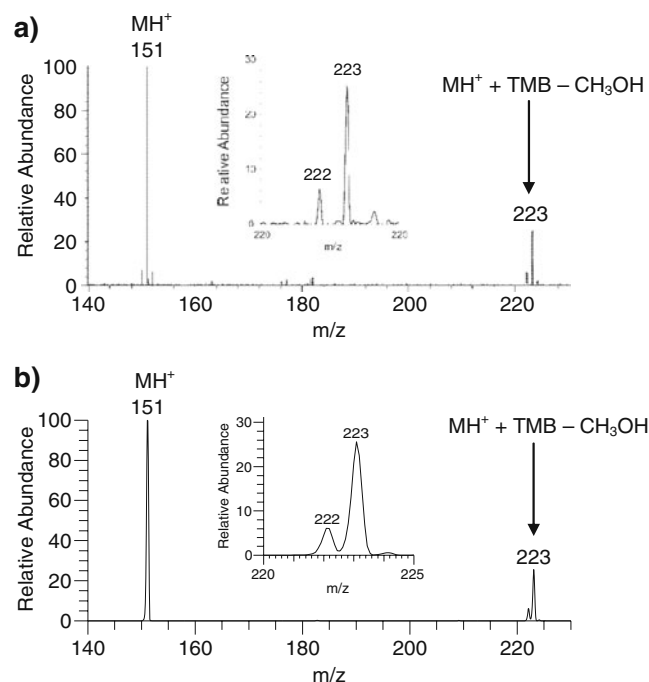 a)
MH⁺
151
100
80
60
40
20
0
Relative Abundance
140 160 180 200 220
m/z
30
20
10
0
Relative Abundance
222
223
220 220
m/z
MH⁺ + TMB – CH₃OH
223
b)
MH⁺
151
100
80
60
40
20
0
Relative Abundance
140 160 180 200 220
m/z
30
20
10
0
Relative Abundance
222
223
220 225
m/z
MH⁺ + TMB – CH₃OH
223